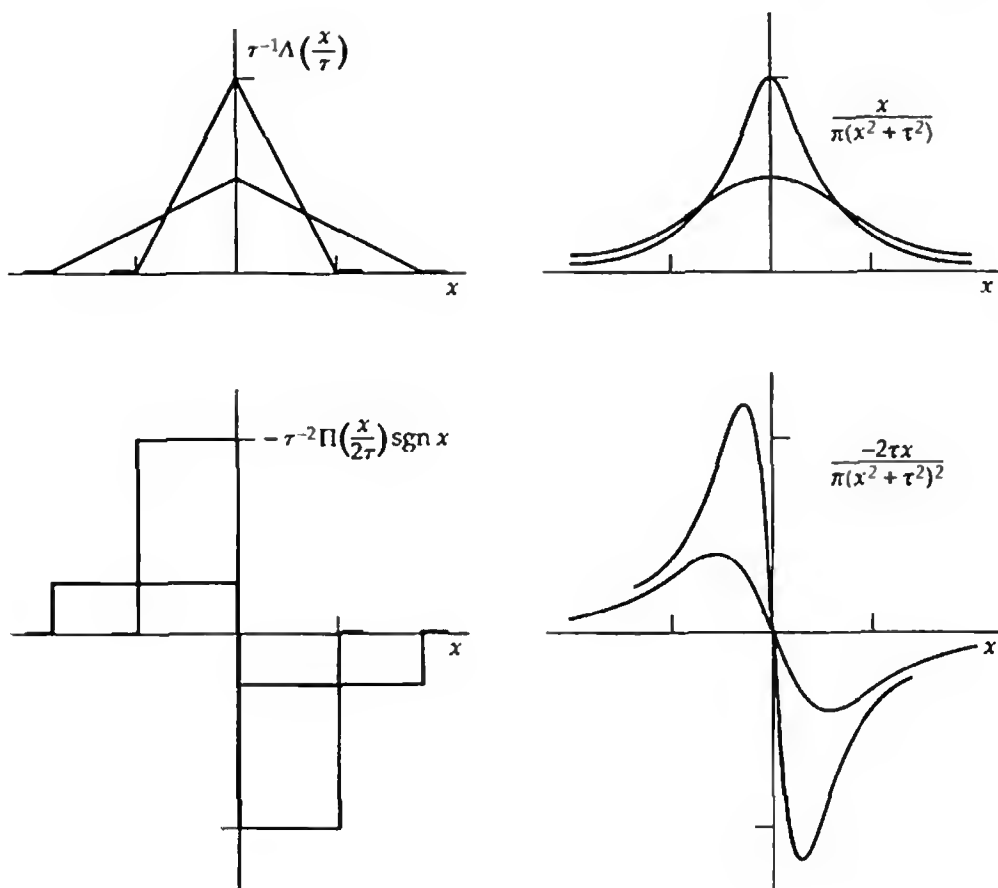 τ⁻¹Λ(x/τ)
x
x/π(x² + τ²)
x
− τ⁻²Π(x/2τ) sgn x
x
−2τx/π(x² + τ²)²
x